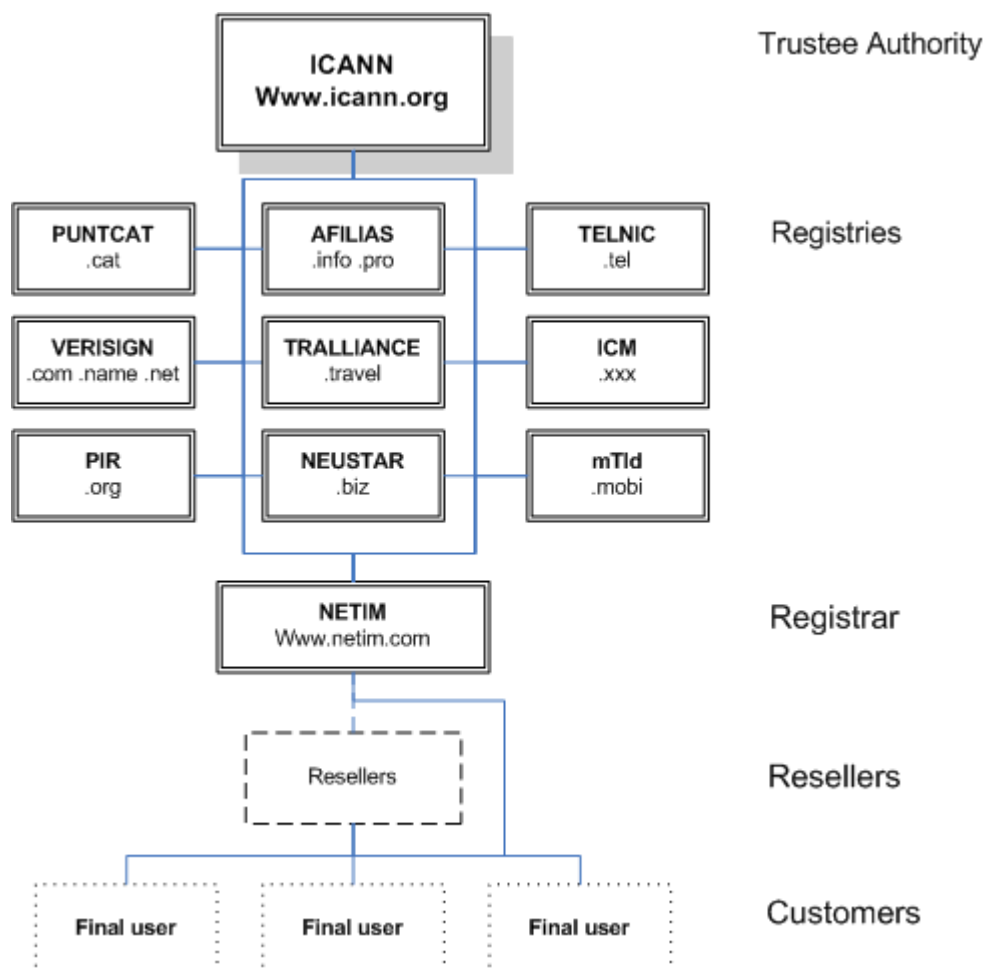 ICANN
Www.icann.org
Trustee Authority
PUNTCAT
.cat
AFILIAS
.info .pro
TELNIC
.tel
Registries
VERISIGN
.com .name .net
TRALLIANCE
.travel
ICM
.xxx
PIR
.org
NEUSTAR
.biz
mTld
.mobi
NETIM
Www.netim.com
Registrar
Resellers
Resellers
Final user
Final user
Final user
Customers